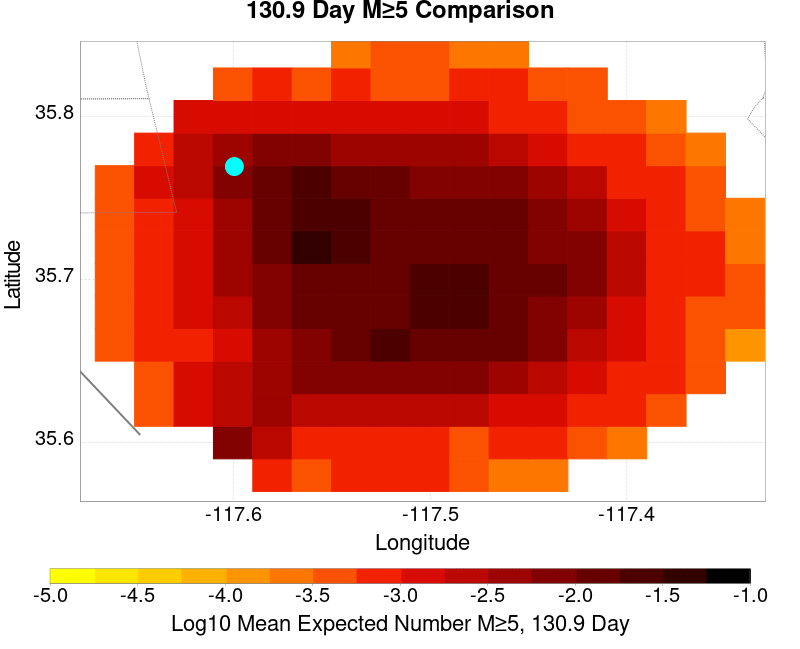 130.9 Day M≥5 Comparison
35.8
35.7
35.6
Latitude
-117.6 -117.5 -117.4
Longitude
-5.0 -4.5 -4.0 -3.5 -3.0 -2.5 -2.0 -1.5 -1.0
Log10 Mean Expected Number M≥5, 130.9 Day